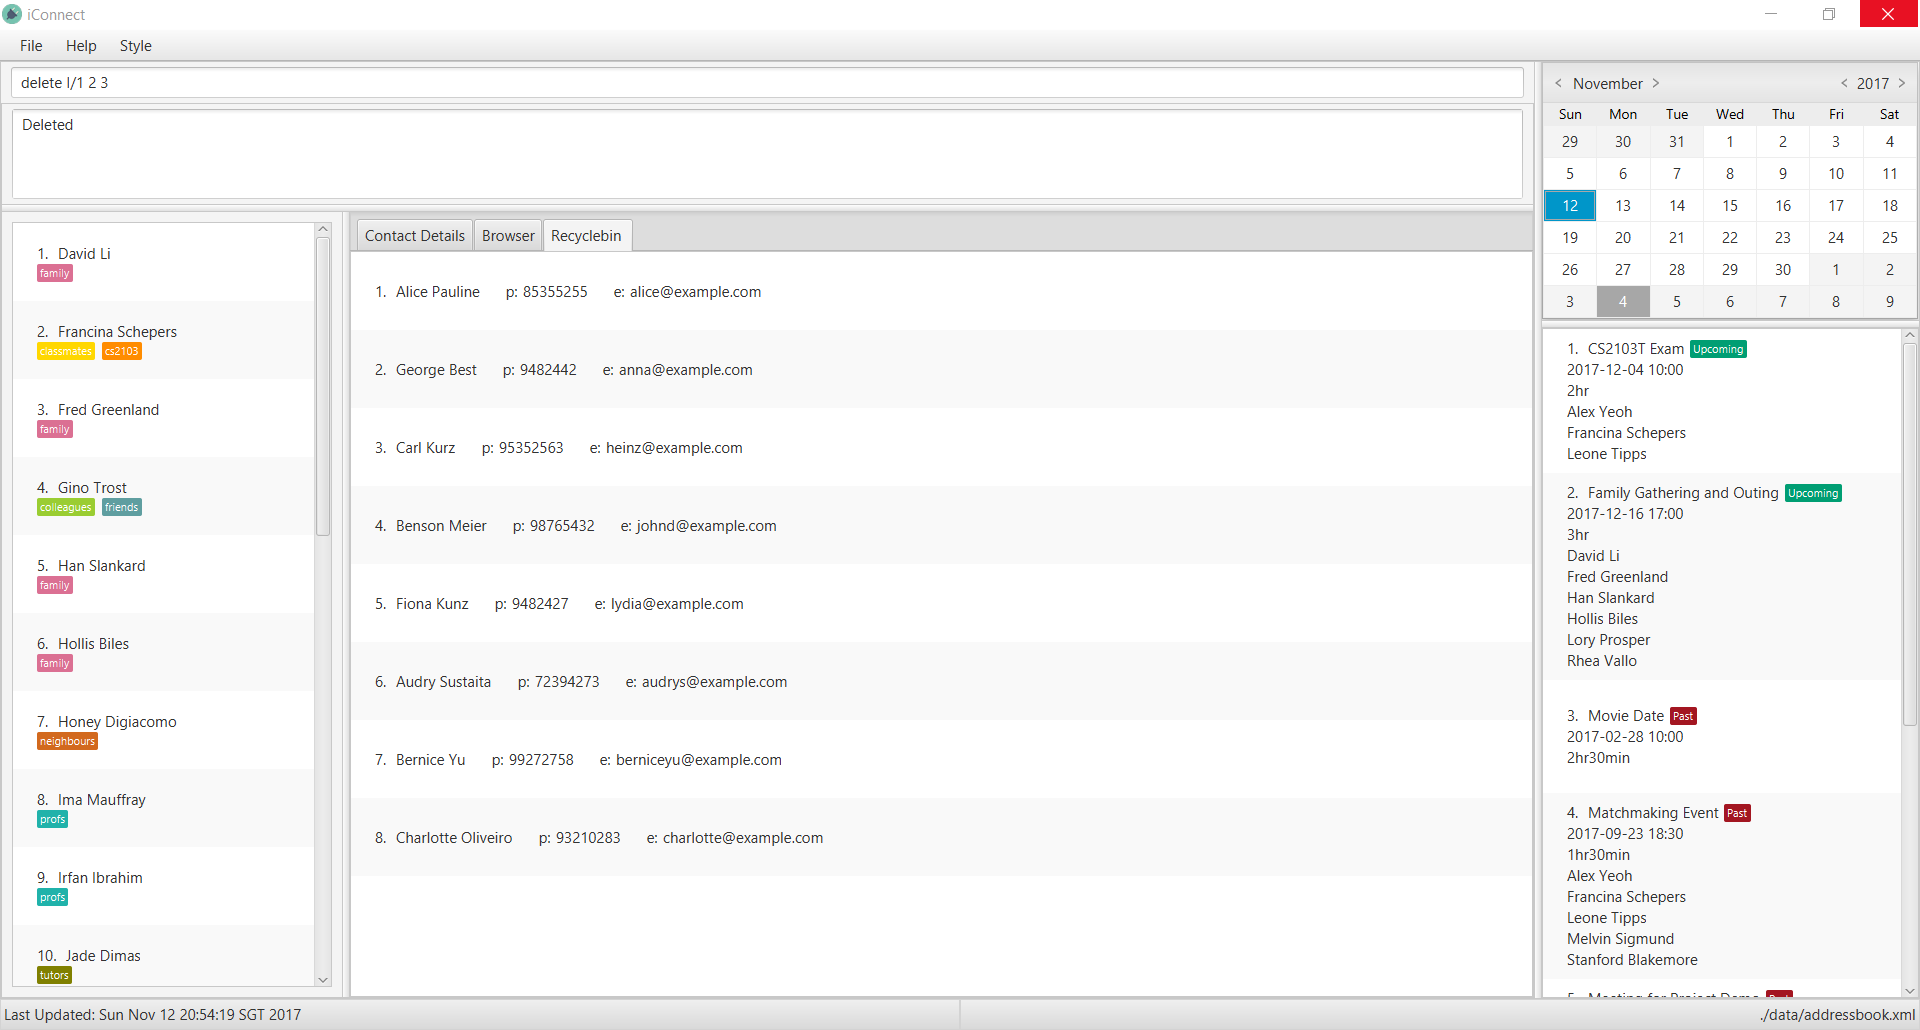 iConnect
File Help Style
delete I/1 2 3
Deleted
1. David Li
family
2. Francina Schepers
classmates cs2103
3. Fred Greenland
family
4. Gino Trost
colleagues friends
5. Han Slankard
family
6. Hollis Biles
family
7. Honey Digiacomo
neighbours
8. Ima Mauffray
profs
9. Irfan Ibrahim
profs
10. Jade Dimas
tutors
Contact Details Browser Recyclebin
1. Alice Pauline p: 85355255 e: alice@example.com
2. George Best p: 9482442 e: anna@example.com
3. Carl Kurz p: 95352563 e: heinz@example.com
4. Benson Meier p: 98765432 e: johnd@example.com
5. Fiona Kunz p: 9482427 e: lydia@example.com
6. Audry Sustaita p: 72394273 e: audrys@example.com
7. Bernice Yu p: 99272758 e: berniceyu@example.com
8. Charlotte Oliveiro p: 93210283 e: charlotte@example.com
< November > < 2017 >
Sun Mon Tue Wed Thu Fri Sat
29 30 31 1 2 3 4
5 6 7 8 9 10 11
12 13 14 15 16 17 18
19 20 21 22 23 24 25
26 27 28 29 30 1 2
3 4 5 6 7 8 9
1. CS2103T Exam Upcoming
2017-12-04 10:00
2hr
Alex Yeoh
Francina Schepers
Leone Tipps
2. Family Gathering and Outing Upcoming
2017-12-16 17:00
3hr
David Li
Fred Greenland
Han Slankard
Hollis Biles
Lory Prosper
Rhea Vallo
3. Movie Date Past
2017-02-28 10:00
2hr30min
4. Matchmaking Event Past
2017-09-23 18:30
1hr30min
Alex Yeoh
Francina Schepers
Leone Tipps
Melvin Sigmund
Stanford Blakemore
5. Meeting for Project Demo Past
Last Updated: Sun Nov 12 20:54:19 SGT 2017
./data/addressbook.xml